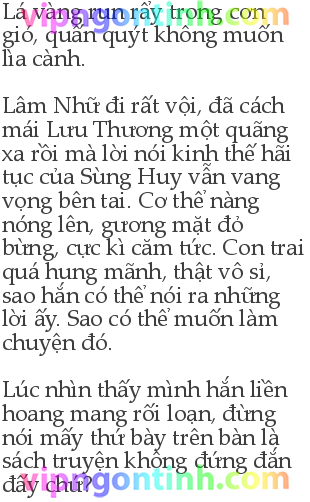 Lá vàng run rẩy trong cơn
vipngontinh.com
gió, quấn quýt không muốn
lìa cành.
Lâm Nhữ đi rất vội, đã cách
mái Lưu Thương một quãng
xa rồi mà lời nói kinh thế hãi
tục của Sùng Huy vẫn vang
vọng bên tai. Cơ thể nàng
nóng lên, gương mặt đỏ
bừng, cực kì căm tức. Con trai
quá hung mãnh, thật vô sỉ,
sao hắn có thể nói ra những
lời ấy. Sao có thể muốn làm
chuyện đó.
Lúc nhìn thấy mình hắn liền
hoang mang rối loạn, đừng
nói mấy thứ bày trên bàn là
sách truyện không đứng đắn
đấy chứ?
vipngontinh.com